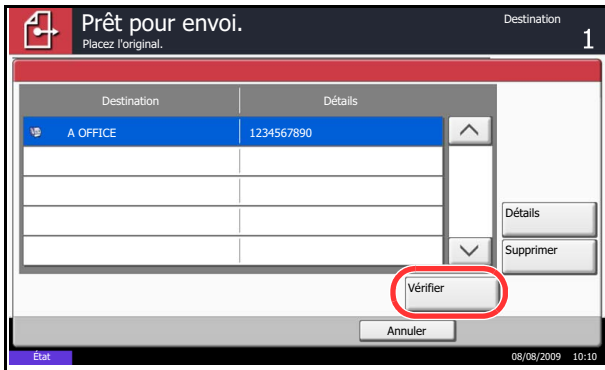 Prêt pour envoi.
Placez l'original.
Destination
1
Destination Détails
A OFFICE 1234567890
Détails
Supprimer
Vérifier
Annuler
État 08/08/2009 10:10